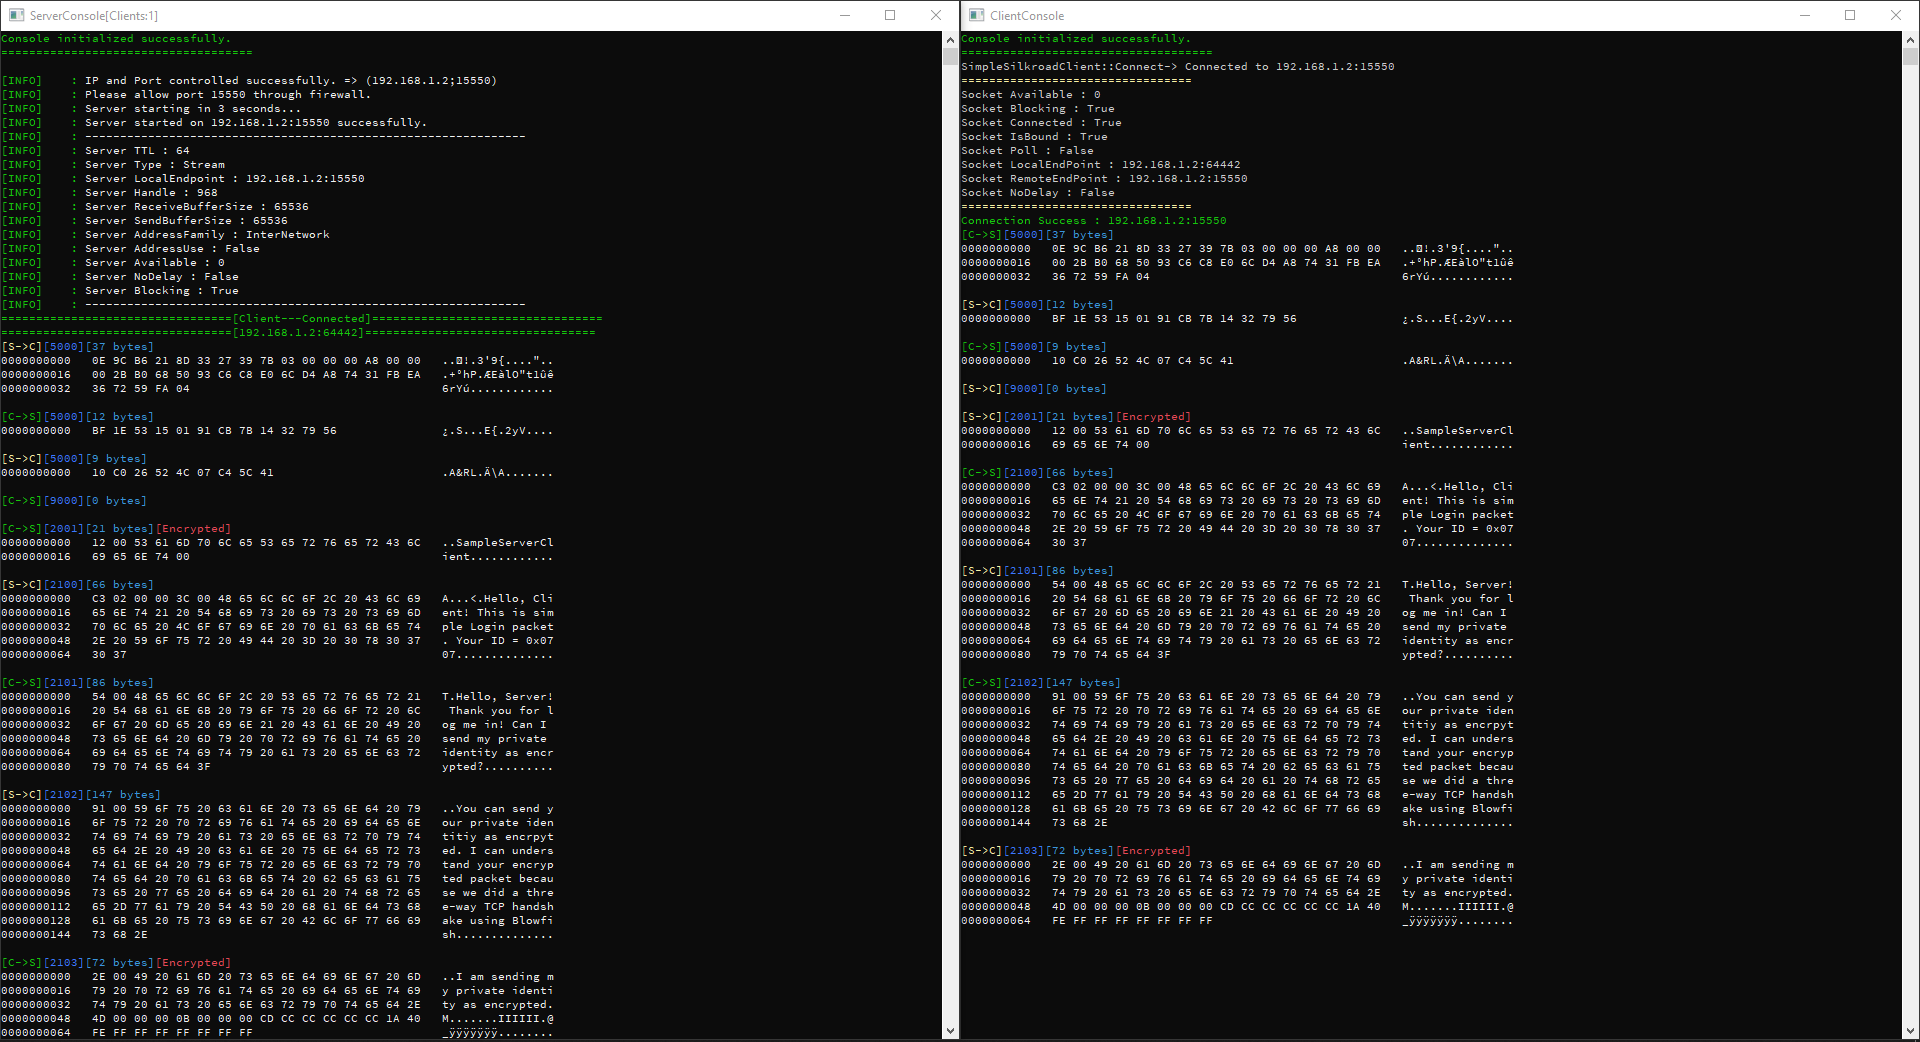 ServerConsole[Clients:1]
Console initialized successfully.
====================================
[INFO]    : IP and Port controlled successfully. => (192.168.1.2;15550)
[INFO]    : Please allow port 15550 through firewall.
[INFO]    : Server starting in 3 seconds...
[INFO]    : Server started on 192.168.1.2:15550 successfully.
[INFO]    : ---------------------------------------------------------------
[INFO]    : Server TTL : 64
[INFO]    : Server Type : Stream
[INFO]    : Server LocalEndpoint : 192.168.1.2:15550
[INFO]    : Server Handle : 968
[INFO]    : Server ReceiveBufferSize : 65536
[INFO]    : Server SendBufferSize : 65536
[INFO]    : Server AddressFamily : InterNetwork
[INFO]    : Server AddressUse : False
[INFO]    : Server Available : 0
[INFO]    : Server NoDelay : False
[INFO]    : Server Blocking : True
[INFO]    : ---------------------------------------------------------------
=================================[Client---Connected]=================================
=================================[192.168.1.2:64442]=================================
[S->C][5000][37 bytes]
0000000000   0E 9C B6 21 8D 33 27 39 7B 03 00 00 00 A8 00 00   ..¶!.3'9{....¨..
0000000016   00 2B B0 68 50 93 C6 C8 E0 6C D4 A8 74 31 FB EA   .+°hP.ÆEàlO"t1ûê
0000000032   36 72 59 FA 04   6rYú............
[C->S][5000][12 bytes]
0000000000   BF 1E 53 15 01 91 CB 7B 14 32 79 56   ¿.S...E{.2yV....
[S->C][5000][9 bytes]
0000000000   10 C0 26 52 4C 07 C4 5C 41   .A&RL.Ä\A.......
[C->S][9000][0 bytes]
[C->S][2001][21 bytes][Encrypted]
0000000000   12 00 53 61 6D 70 6C 65 53 65 72 76 65 72 43 6C   ..SampleServerCl
0000000016   69 65 6E 74 00   ient............
[S->C][2100][66 bytes]
0000000000   C3 02 00 00 3C 00 48 65 6C 6C 6F 2C 20 43 6C 69   A...<.Hello, Cli
0000000016   65 6E 74 21 20 54 68 69 73 20 69 73 20 73 69 6D   ent! This is sim
0000000032   70 6C 65 20 4C 6F 67 69 6E 20 70 61 63 6B 65 74   ple Login packet
0000000048   2E 20 59 6F 75 72 20 49 44 20 3D 20 30 78 30 37   . Your ID = 0x07
0000000064   30 37   07..............
[C->S][2101][86 bytes]
0000000000   54 00 48 65 6C 6C 6F 2C 20 53 65 72 76 65 72 21   T.Hello, Server!
0000000016   20 54 68 61 6E 6B 20 79 6F 75 20 66 6F 72 20 6C    Thank you for l
0000000032   6F 67 20 6D 65 20 69 6E 21 20 43 61 6E 20 49 20   og me in! Can I
0000000048   73 65 6E 64 20 6D 79 20 70 72 69 76 61 74 65 20   send my private
0000000064   69 64 65 6E 74 69 74 79 20 61 73 20 65 6E 63 72   identity as encr
0000000080   79 70 74 65 64 3F   ypted?..........
[S->C][2102][147 bytes]
0000000000   91 00 59 6F 75 20 63 61 6E 20 73 65 6E 64 20 79   ..You can send y
0000000016   6F 75 72 20 70 72 69 76 61 74 65 20 69 64 65 6E   our private iden
0000000032   74 69 74 69 79 20 61 73 20 65 6E 63 72 70 79 74   titiy as encrpyt
0000000048   65 64 2E 20 49 20 63 61 6E 20 75 6E 64 65 72 73   ed. I can unders
0000000064   74 61 6E 64 20 79 6F 75 72 20 65 6E 63 72 79 70   tand your encryp
0000000080   74 65 64 20 70 61 63 6B 65 74 20 62 65 63 61 75   ted packet becau
0000000096   73 65 20 77 65 20 64 69 64 20 61 20 74 68 72 65   se we did a thre
0000000112   65 2D 77 61 79 20 54 43 50 20 68 61 6E 64 73 68   e-way TCP handsh
0000000128   61 6B 65 20 75 73 69 6E 67 20 42 6C 6F 77 66 69   ake using Blowfi
0000000144   73 68 2E   sh..............
[C->S][2103][72 bytes][Encrypted]
0000000000   2E 00 49 20 61 6D 20 73 65 6E 64 69 6E 67 20 6D   ..I am sending m
0000000016   79 20 70 72 69 76 61 74 65 20 69 64 65 6E 74 69   y private identi
0000000032   74 79 20 61 73 20 65 6E 63 72 79 70 74 65 64 2E   ty as encrypted.
0000000048   4D 00 00 00 0B 00 00 00 CD CC CC CC CC CC 1A 40   M.......IIIIII.@
0000000064   FE FF FF FF FF FF FF FF   _ÿÿÿÿÿÿÿ........
ClientConsole
Console initialized successfully.
====================================
SimpleSilkroadClient::Connect-> Connected to 192.168.1.2:15550
=================================
Socket Available : 0
Socket Blocking : True
Socket Connected : True
Socket IsBound : True
Socket Poll : False
Socket LocalEndPoint : 192.168.1.2:64442
Socket RemoteEndPoint : 192.168.1.2:15550
Socket NoDelay : False
=================================
Connection Success : 192.168.1.2:15550
[C->S][5000][37 bytes]
0000000000   0E 9C B6 21 8D 33 27 39 7B 03 00 00 00 A8 00 00   ..¶!.3'9{...."..
0000000016   00 2B B0 68 50 93 C6 C8 E0 6C D4 A8 74 31 FB EA   .+°hP.ÆEàlO"t1ûê
0000000032   36 72 59 FA 04   6rYú............
[S->C][5000][12 bytes]
0000000000   BF 1E 53 15 01 91 CB 7B 14 32 79 56   ¿.S...E{.2yV....
[C->S][5000][9 bytes]
0000000000   10 C0 26 52 4C 07 C4 5C 41   .A&RL.Ä\A.......
[S->C][9000][0 bytes]
[S->C][2001][21 bytes][Encrypted]
0000000000   12 00 53 61 6D 70 6C 65 53 65 72 76 65 72 43 6C   ..SampleServerCl
0000000016   69 65 6E 74 00   ient............
[C->S][2100][66 bytes]
0000000000   C3 02 00 00 3C 00 48 65 6C 6C 6F 2C 20 43 6C 69   A...<.Hello, Cli
0000000016   65 6E 74 21 20 54 68 69 73 20 69 73 20 73 69 6D   ent! This is sim
0000000032   70 6C 65 20 4C 6F 67 69 6E 20 70 61 63 6B 65 74   ple Login packet
0000000048   2E 20 59 6F 75 72 20 49 44 20 3D 20 30 78 30 37   . Your ID = 0x07
0000000064   30 37   07..............
[S->C][2101][86 bytes]
0000000000   54 00 48 65 6C 6C 6F 2C 20 53 65 72 76 65 72 21   T.Hello, Server!
0000000016   20 54 68 61 6E 6B 20 79 6F 75 20 66 6F 72 20 6C    Thank you for l
0000000032   6F 67 20 6D 65 20 69 6E 21 20 43 61 6E 20 49 20   og me in! Can I
0000000048   73 65 6E 64 20 6D 79 20 70 72 69 76 61 74 65 20   send my private
0000000064   69 64 65 6E 74 69 74 79 20 61 73 20 65 6E 63 72   identity as encr
0000000080   79 70 74 65 64 3F   ypted?..........
[C->S][2102][147 bytes]
0000000000   91 00 59 6F 75 20 63 61 6E 20 73 65 6E 64 20 79   ..You can send y
0000000016   6F 75 72 20 70 72 69 76 61 74 65 20 69 64 65 6E   our private iden
0000000032   74 69 74 69 79 20 61 73 20 65 6E 63 72 70 79 74   titiy as encrpyt
0000000048   65 64 2E 20 49 20 63 61 6E 20 75 6E 64 65 72 73   ed. I can unders
0000000064   74 61 6E 64 20 79 6F 75 72 20 65 6E 63 72 79 70   tand your encryp
0000000080   74 65 64 20 70 61 63 6B 65 74 20 62 65 63 61 75   ted packet becau
0000000096   73 65 20 77 65 20 64 69 64 20 61 20 74 68 72 65   se we did a thre
0000000112   65 2D 77 61 79 20 54 43 50 20 68 61 6E 64 73 68   e-way TCP handsh
0000000128   61 6B 65 20 75 73 69 6E 67 20 42 6C 6F 77 66 69   ake using Blowfi
0000000144   73 68 2E   sh..............
[S->C][2103][72 bytes][Encrypted]
0000000000   2E 00 49 20 61 6D 20 73 65 6E 64 69 6E 67 20 6D   ..I am sending m
0000000016   79 20 70 72 69 76 61 74 65 20 69 64 65 6E 74 69   y private identi
0000000032   74 79 20 61 73 20 65 6E 63 72 79 70 74 65 64 2E   ty as encrypted.
0000000048   4D 00 00 00 0B 00 00 00 CD CC CC CC CC CC 1A 40   M.......IIIIII.@
0000000064   FE FF FF FF FF FF FF FF   _ÿÿÿÿÿÿÿ........